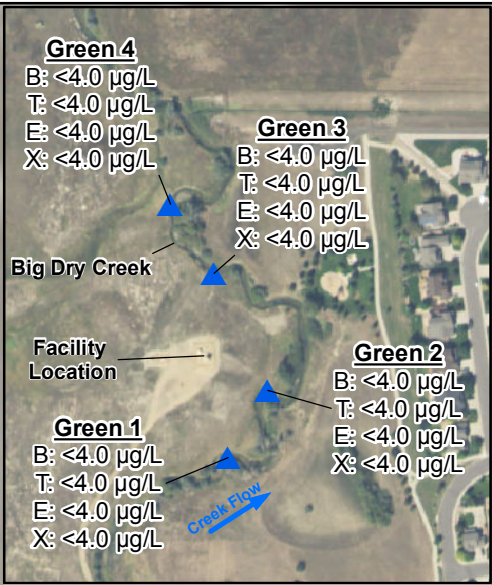 Green 4
B: <4.0 µg/L
T: <4.0 µg/L
E: <4.0 µg/L
X: <4.0 µg/L
Green 3
B: <4.0 µg/L
T: <4.0 µg/L
E: <4.0 µg/L
X: <4.0 µg/L
Big Dry Creek
Facility
Location
Green 2
B: <4.0 µg/L
T: <4.0 µg/L
E: <4.0 µg/L
X: <4.0 µg/L
Green 1
B: <4.0 µg/L
T: <4.0 µg/L
E: <4.0 µg/L
X: <4.0 µg/L
Creek Flow